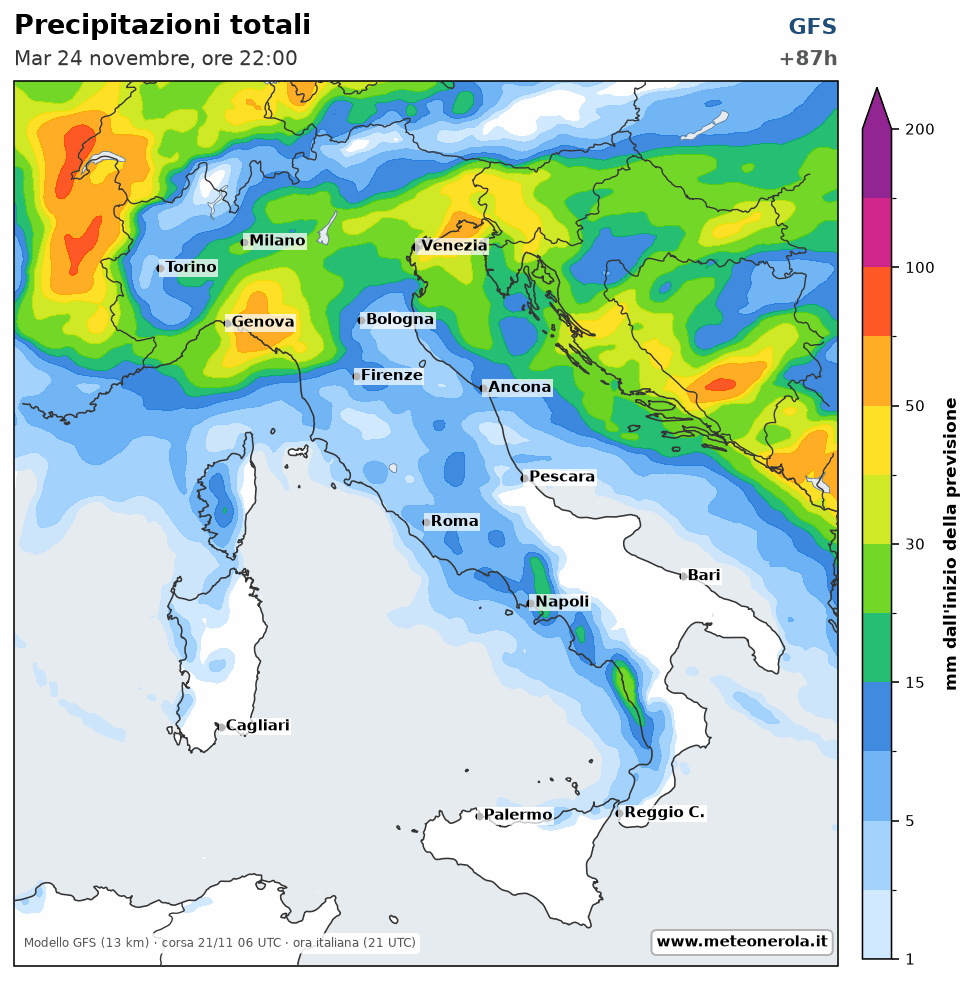 Precipitazioni totali
GFS
Mar 24 novembre, ore 22:00
+87h
200
100
50
30
15
5
1
mm dall'inizio della previsione
Milano
Venezia
Torino
Genova
Bologna
Firenze
Ancona
Pescara
Roma
Bari
Napoli
Cagliari
Palermo
Reggio C.
Modello GFS (13 km) · corsa 21/11 06 UTC · ora italiana (21 UTC)
www.meteonerola.it